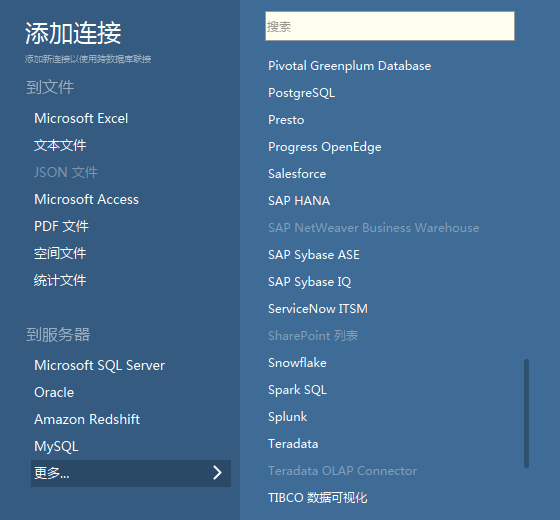 添加连接
添加新连接以使用跨数据库联接
到文件
Microsoft Excel
文本文件
JSON 文件
Microsoft Access
PDF 文件
空间文件
统计文件
到服务器
Microsoft SQL Server
Oracle
Amazon Redshift
MySQL
更多...
搜索
Pivotal Greenplum Database
PostgreSQL
Presto
Progress OpenEdge
Salesforce
SAP HANA
SAP NetWeaver Business Warehouse
SAP Sybase ASE
SAP Sybase IQ
ServiceNow ITSM
SharePoint 列表
Snowflake
Spark SQL
Splunk
Teradata
Teradata OLAP Connector
TIBCO 数据可视化